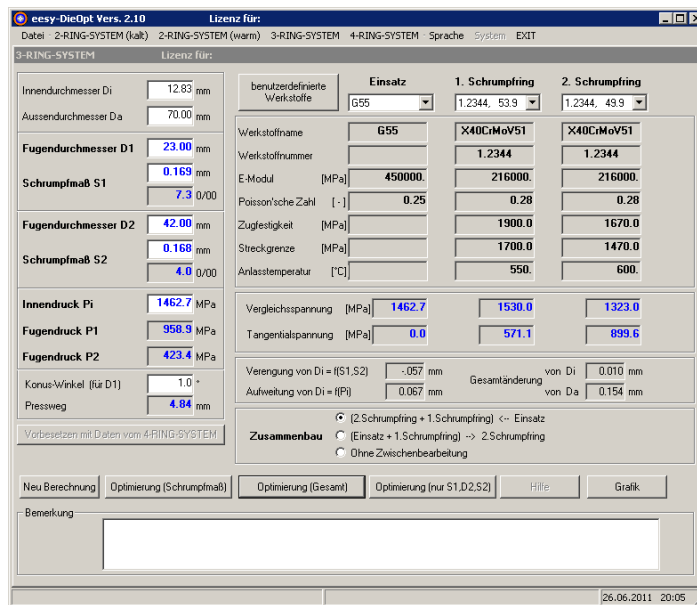 eesy-DieOpt Vers. 2.10 Lizenz für:
Datei 2-RING-SYSTEM (kalt) 2-RING-SYSTEM (warm) 3-RING-SYSTEM 4-RING-SYSTEM Sprache System EXIT
3-RING-SYSTEM Lizenz für:
Innendurchmesser Di 12.83 mm
Aussendurchmesser Da 70.00 mm
Fugendurchmesser D1 23.00 mm
Schrumpfmaß S1 0.169 mm
7.3 0/00
Fugendurchmesser D2 42.00 mm
Schrumpfmaß S2 0.168 mm
4.0 0/00
Innendruck Pi 1462.7 MPa
Fugendruck P1 958.9 MPa
Fugendruck P2 423.4 MPa
Konus-Winkel (für D1) 1.0 °
Pressweg 4.84 mm
Vorbesetzen mit Daten vom 4-RING-SYSTEM
benutzerdefinierte Werkstoffe
Einsatz 1. Schrumpfring 2. Schrumpfring
G55 1.2344, 53.9 1.2344, 49.9
Werkstoffname G55 X40CrMoV51 X40CrMoV51
Werkstoffnummer 1.2344 1.2344
E-Modul [MPa] 450000. 216000. 216000.
Poisson'sche Zahl [ - ] 0.25 0.28 0.28
Zugfestigkeit [MPa] 1900.0 1670.0
Streckgrenze [MPa] 1700.0 1470.0
Anlasstemperatur [°C] 550. 600.
Vergleichsspannung [MPa] 1462.7 1530.0 1323.0
Tangentialspannung [MPa] 0.0 571.1 899.6
Verengung von Di = f(S1,S2) -.057 mm
Aufweitung von Di = f(Pi) 0.067 mm
Gesamtänderung
von Di 0.010 mm
von Da 0.154 mm
Zusammenbau
(2.Schrumpfring + 1.Schrumpfring) <-- Einsatz
(Einsatz + 1.Schrumpfring) --> 2.Schrumpfring
Ohne Zwischenbearbeitung
Neu Berechnung Optimierung (Schrumpfmaß) Optimierung (Gesamt) Optimierung (nur S1,D2,S2) Hilfe Grafik
Bemerkung
26.06.2011 20:05